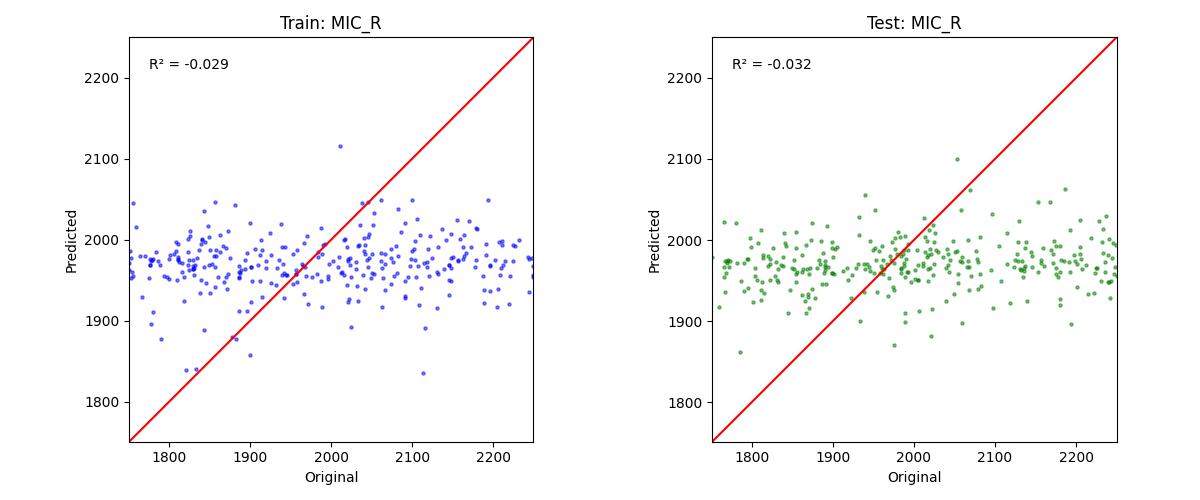 Train: MIC_R
R² = -0.029
2200
2100
2000
1900
1800
Predicted
1800 1900 2000 2100 2200
Original
Test: MIC_R
R² = -0.032
2200
2100
2000
1900
1800
Predicted
1800 1900 2000 2100 2200
Original